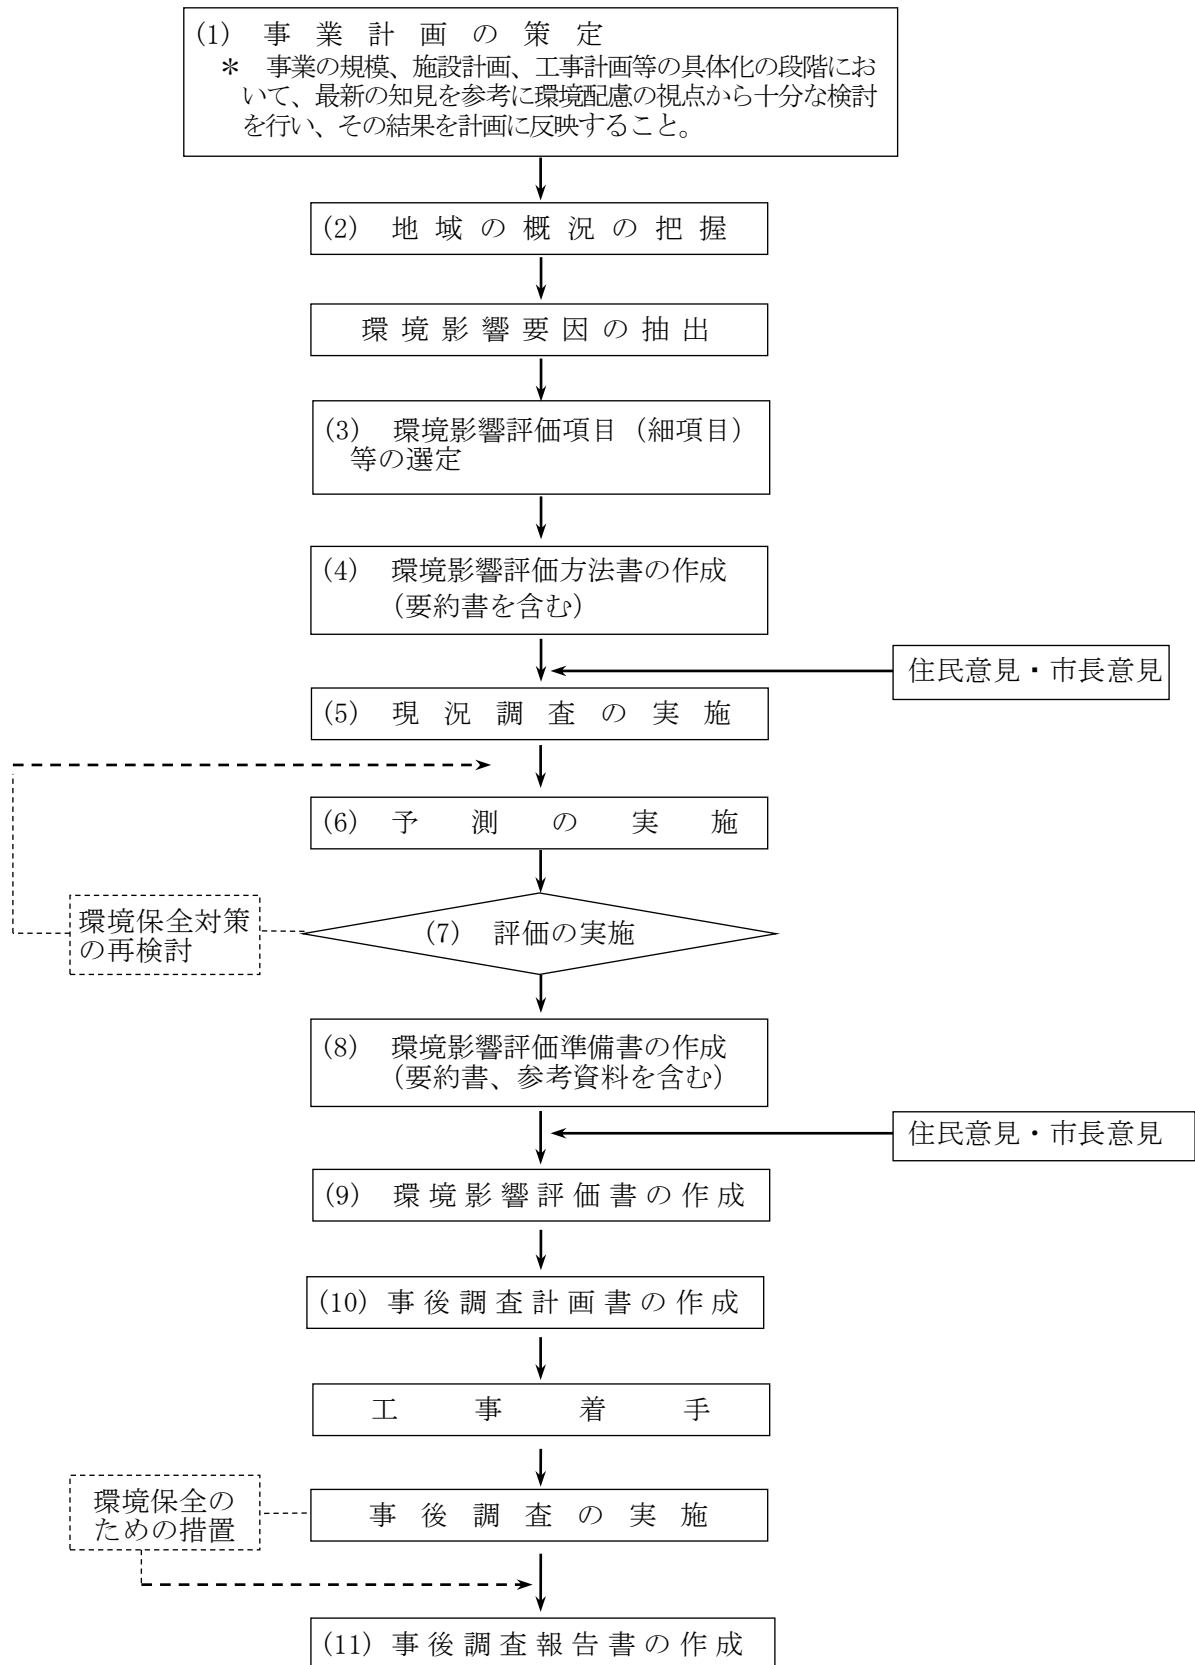 (1) 事業計画の策定
＊ 事業の規模、施設計画、工事計画等の具体化の段階にお
いて、最新の知見を参考に環境配慮の視点から十分な検討
を行い、その結果を計画に反映すること。
(2) 地域の概況の把握
環境影響要因の抽出
(3) 環境影響評価項目（細項目）
等の選定
(4) 環境影響評価方法書の作成
（要約書を含む）
住民意見・市長意見
(5) 現況調査の実施
(6) 予測の実施
環境保全対策
の再検討
(7) 評価の実施
(8) 環境影響評価準備書の作成
（要約書、参考資料を含む）
住民意見・市長意見
(9) 環境影響評価書の作成
(10) 事後調査計画書の作成
工事着手
環境保全の
ための措置
事後調査の実施
(11) 事後調査報告書の作成